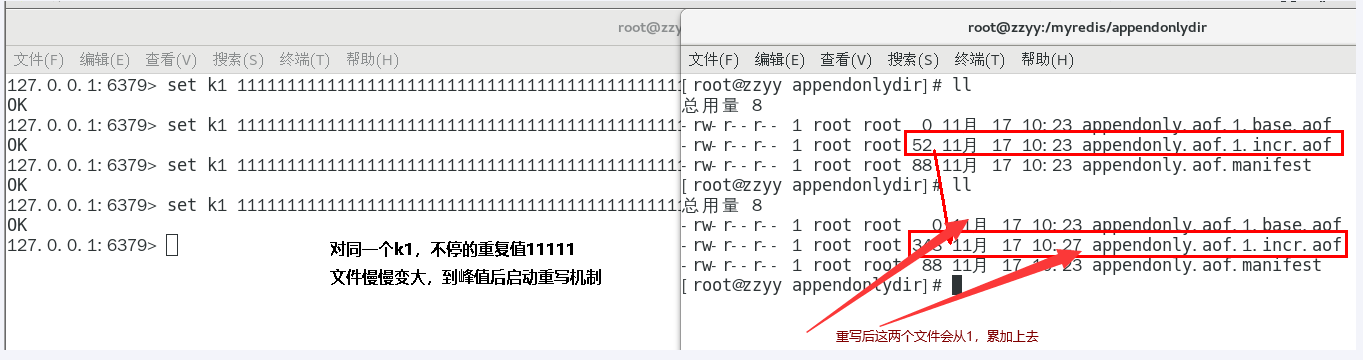 root@zzy
文件(F) 编辑(E) 查看(V) 搜索(S) 终端(T) 帮助(H)
127.0.0.1:6379> set k1 1111111111111111111111111111111111111111111111
OK
127.0.0.1:6379> set k1 1111111111111111111111111111111111111111111111
OK
127.0.0.1:6379> set k1 1111111111111111111111111111111111111111111111
OK
127.0.0.1:6379> set k1 1111111111111111111111111111111111111111111111
OK
127.0.0.1:6379>
对同一个k1，不停的重复值11111
文件慢慢变大，到峰值后启动重写机制
root@zzyy:/myredis/appendonlydir
文件(F) 编辑(E) 查看(V) 搜索(S) 终端(T) 帮助(H)
[root@zzyy appendonlydir]# ll
总用量 8
-rw-r--r-- 1 root root 0 11月 17 10:23 appendonly.aof.1.base.aof
-rw-r--r-- 1 root root 52 11月 17 10:23 appendonly.aof.1.incr.aof
-rw-r--r-- 1 root root 88 11月 17 10:23 appendonly.aof.manifest
[root@zzyy appendonlydir]# ll
总用量 8
-rw-r--r-- 1 root root 0 11月 17 10:23 appendonly.aof.1.base.aof
-rw-r--r-- 1 root root 11月 17 10:27 appendonly.aof.1.incr.aof
-rw-r--r-- 1 root root 88 11月 17 10:23 appendonly.aof.manifest
[root@zzyy appendonlydir]#
重写后这两个文件会从1，累加上去